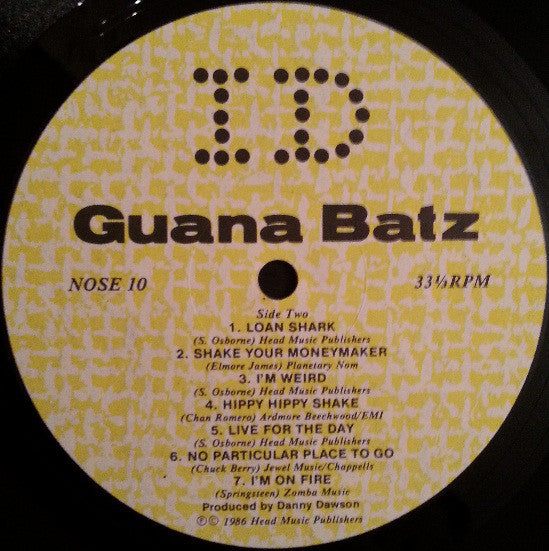 ID
Guana Batz
NOSE 10
33⅓ RPM
Side Two
1. LOAN SHARK
(S. Osborne) Head Music Publishers
2. SHAKE YOUR MONEYMAKER
(Elmore James) Planetary Nom
3. I'M WEIRD
(S. Osborne) Head Music Publishers
4. HIPPY HIPPY SHAKE
(Chan Romero) Ardmore Beechwood/EMI
5. LIVE FOR THE DAY
(S. Osborne) Head Music Publishers
6. NO PARTICULAR PLACE TO GO
(Chuck Berry) Jewel Music/Chappells
7. I'M ON FIRE
(Springsteen) Zomba Music
Produced by Danny Dawson
℗ © 1986 Head Music Publishers